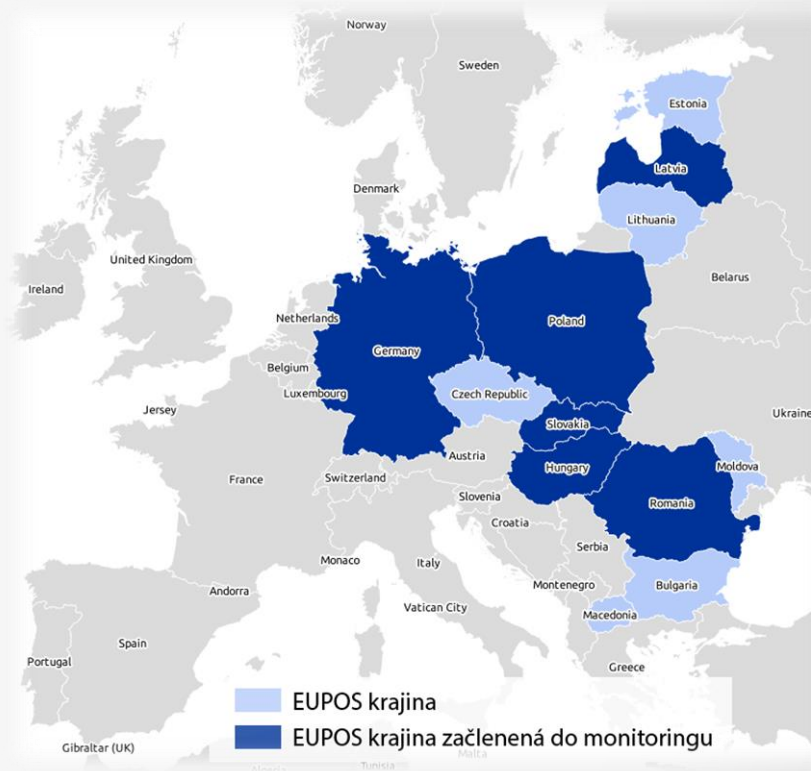 Norway
Sweden
Estonia
Latvia
Denmark
Lithuania
United Kingdom
Belarus
Ireland
Netherlands
Poland
Germany
Belgium
Czech Republic
Luxembourg
Jersey
Ukraine
Slovakia
Austria
Hungary
Moldova
France
Switzerland
Slovenia
Romania
Croatia
Serbia
Monaco
Italy
Montenegro
Bulgaria
Andorra
Vatican City
Macedonia
Spain
Portugal
Greece
EUPOS krajina
EUPOS krajina začlenená do monitoringu
Gibraltar (UK)
Malta
Tunisia